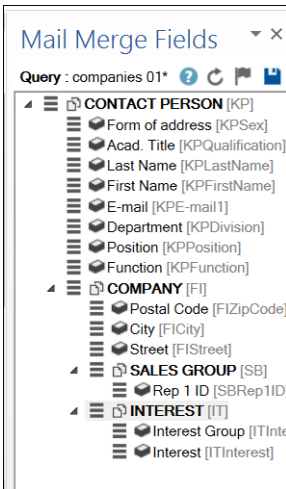 Mail Merge Fields
Query : companies 01*
CONTACT PERSON [KP]
Form of address [KPSex]
Acad. Title [KPQualification]
Last Name [KPLastName]
First Name [KPFirstName]
E-mail [KPE-mail1]
Department [KPDivision]
Position [KPPosition]
Function [KPFunction]
COMPANY [FI]
Postal Code [FIZipCode]
City [FICity]
Street [FIStreet]
SALES GROUP [SB]
Rep 1 ID [SBRep1ID]
INTEREST [IT]
Interest Group [ITInte
Interest [ITInterest]